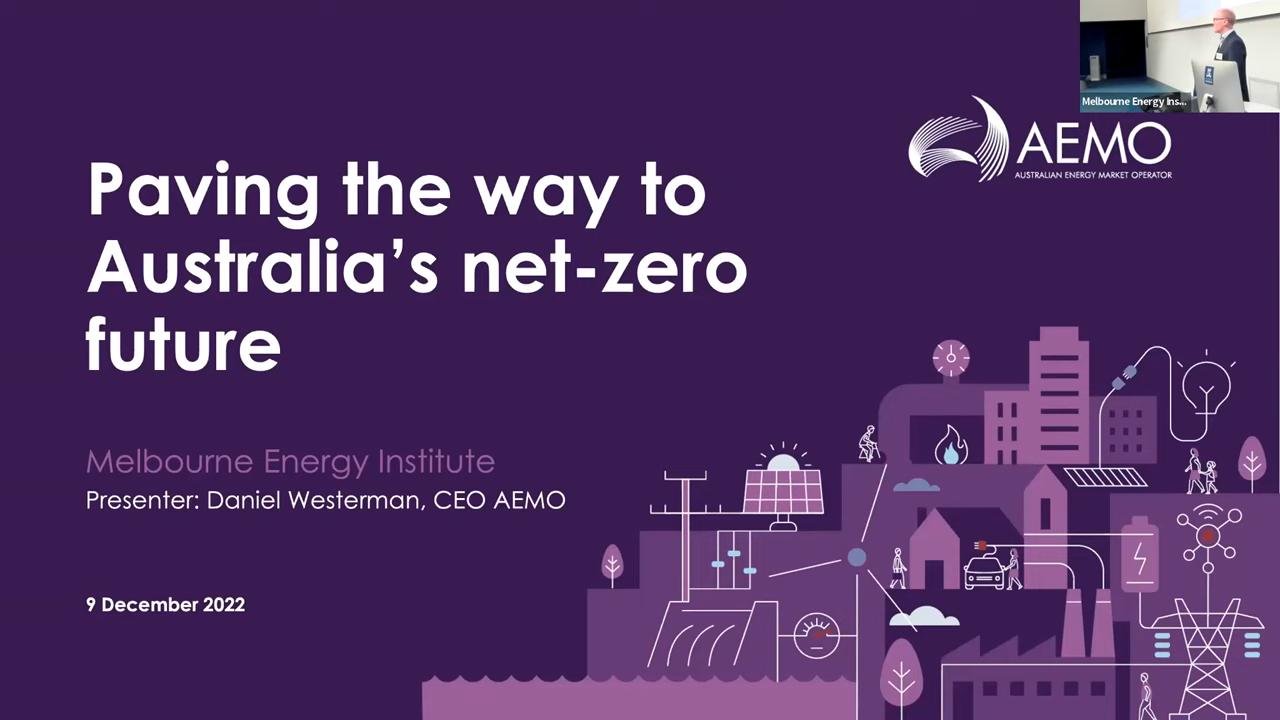 Melbourne Energy Ins...
AEMO
AUSTRALIAN ENERGY MARKET OPERATOR
Paving the way to
Australia's net-zero
future
Melbourne Energy Institute
Presenter: Daniel Westerman, CEO AEMO
9 December 2022